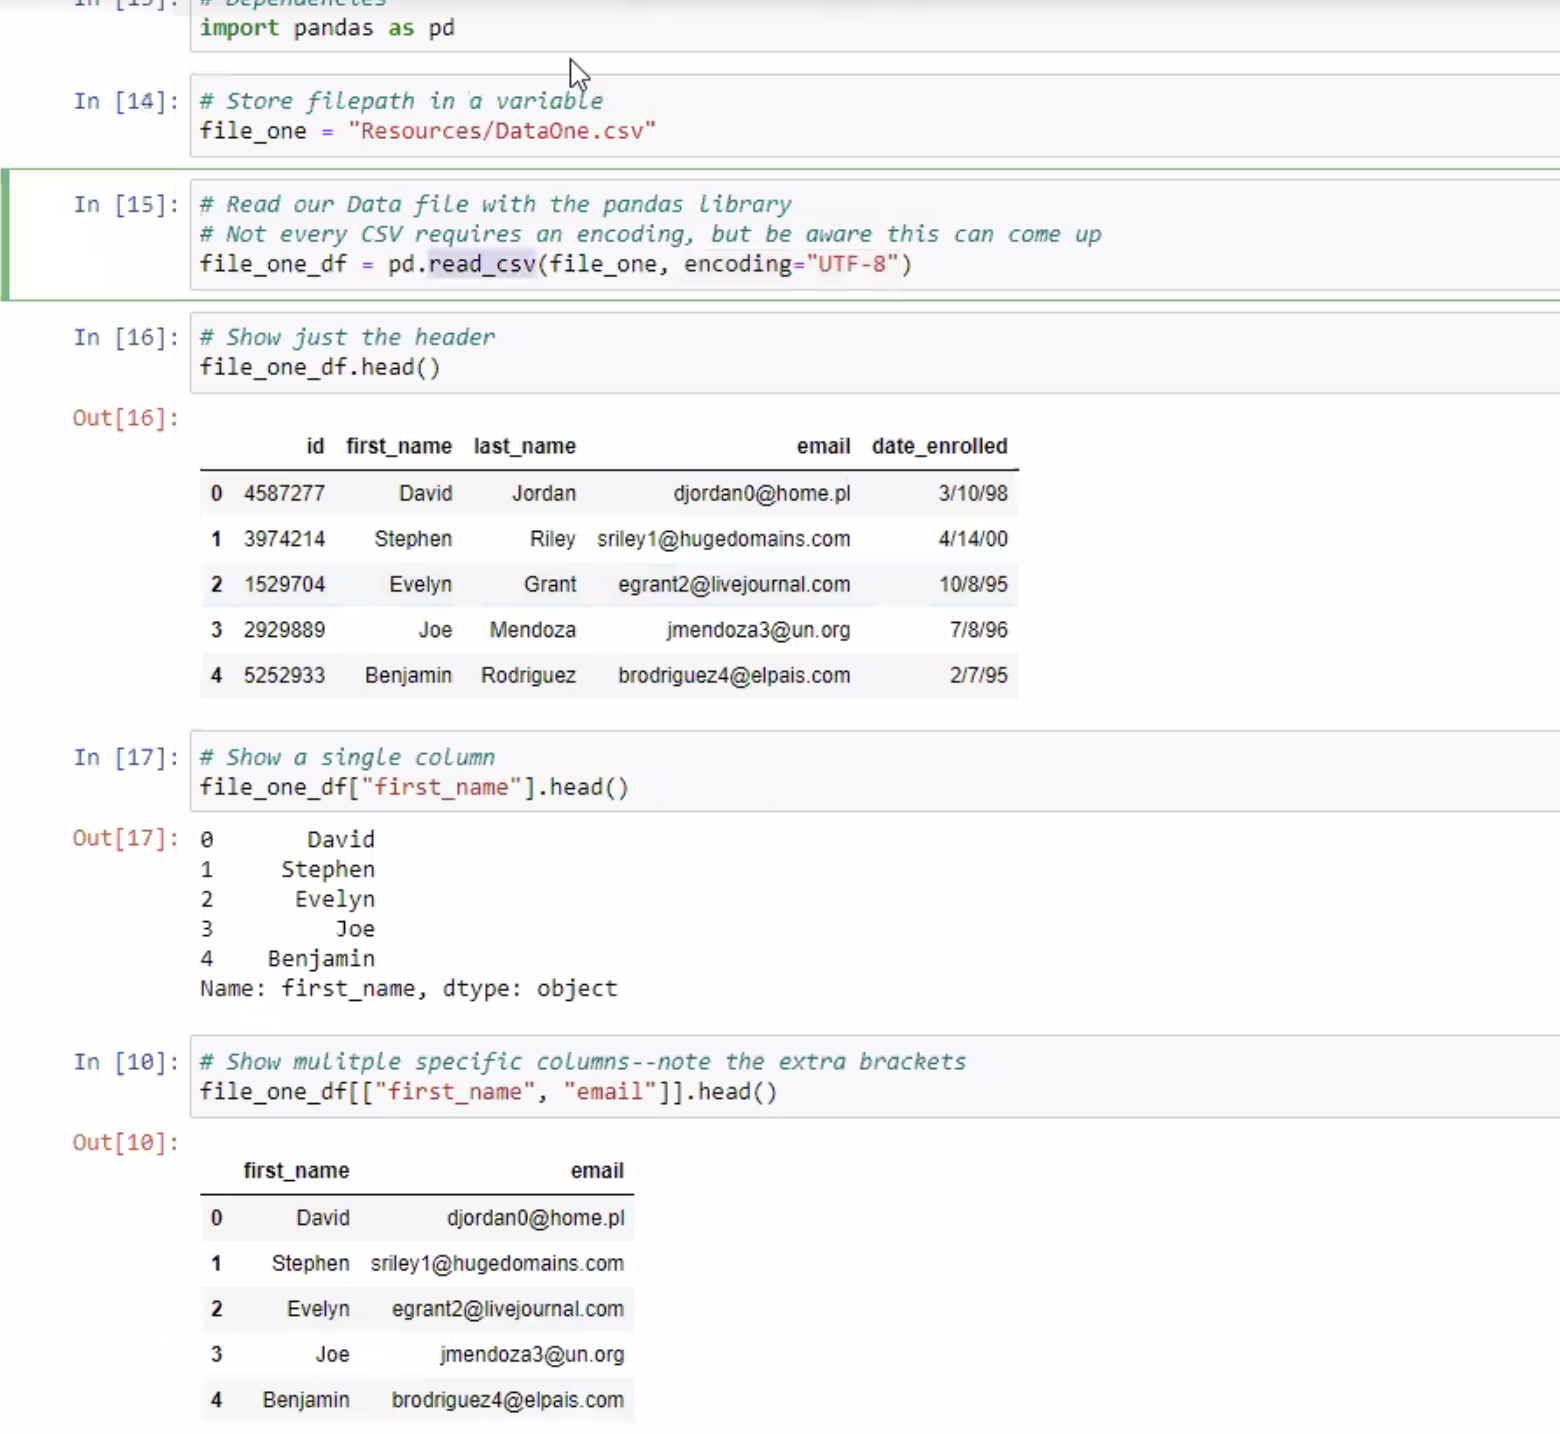 In [13]: # Dependencies
import pandas as pd
In [14]: # Store filepath in a variable
file_one = "Resources/DataOne.csv"
In [15]: # Read our Data file with the pandas library
# Not every CSV requires an encoding, but be aware this can come up
file_one_df = pd.read_csv(file_one, encoding="UTF-8")
In [16]: # Show just the header
file_one_df.head()
Out[16]:
id first_name last_name email date_enrolled
0 4587277 David Jordan djordan0@home.pl 3/10/98
1 3974214 Stephen Riley sriley1@hugedomains.com 4/14/00
2 1529704 Evelyn Grant egrant2@livejournal.com 10/8/95
3 2929889 Joe Mendoza jmendoza3@un.org 7/8/96
4 5252933 Benjamin Rodriguez brodriguez4@elpais.com 2/7/95
In [17]: # Show a single column
file_one_df["first_name"].head()
Out[17]: 0 David
1 Stephen
2 Evelyn
3 Joe
4 Benjamin
Name: first_name, dtype: object
In [10]: # Show mulitple specific columns--note the extra brackets
file_one_df[["first_name", "email"]].head()
Out[10]:
first_name email
0 David djordan0@home.pl
1 Stephen sriley1@hugedomains.com
2 Evelyn egrant2@livejournal.com
3 Joe jmendoza3@un.org
4 Benjamin brodriguez4@elpais.com